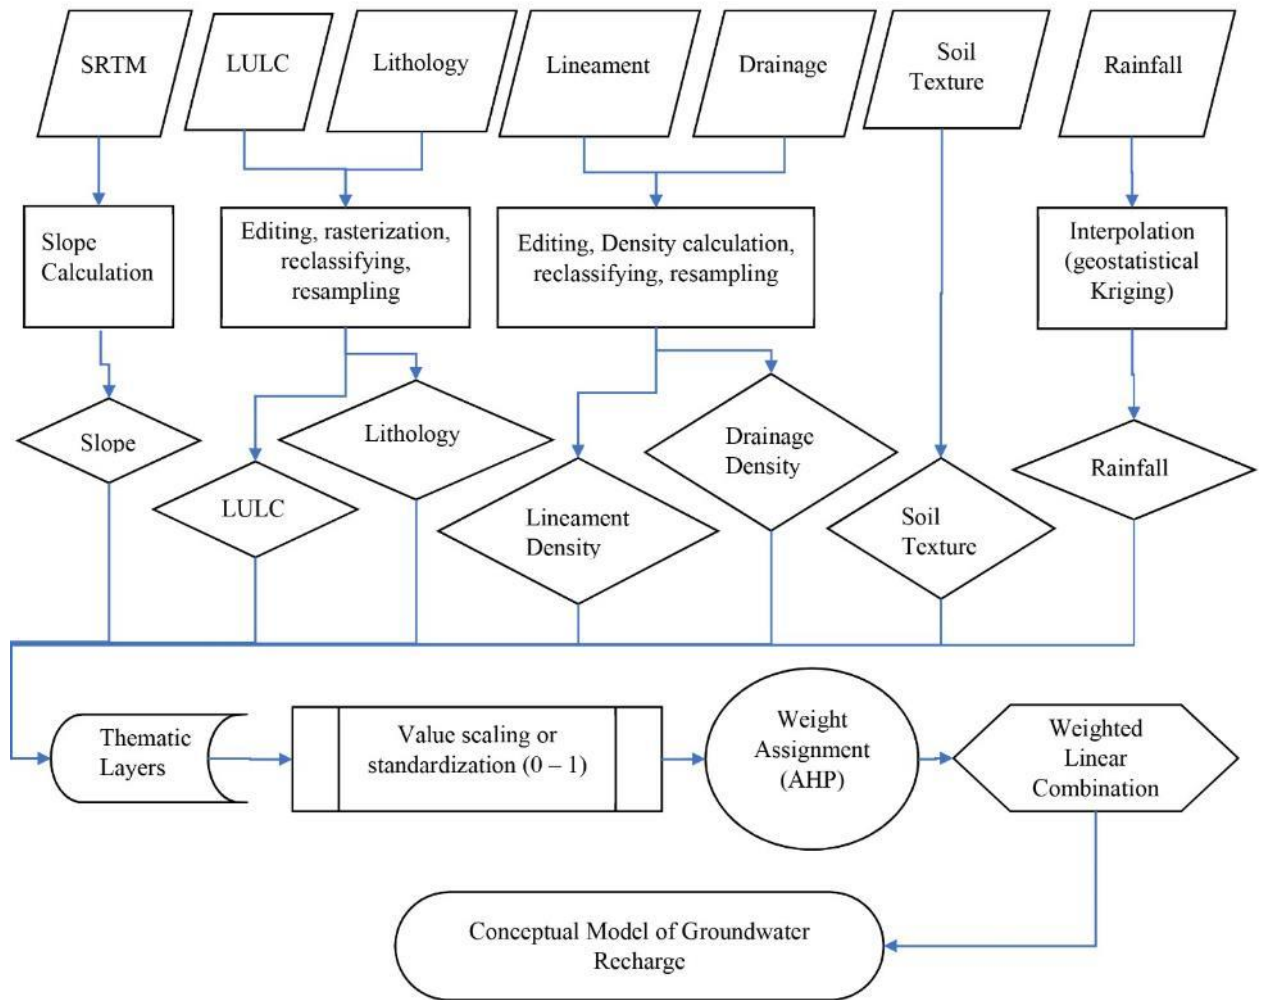 SRTM
LULC
Lithology
Lineament
Drainage
Soil
Texture
Rainfall
Slope
Calculation
Editing, rasterization,
reclassifying,
resampling
Editing, Density calculation,
reclassifying, resampling
Interpolation
(geostatistical
Kriging)
Slope
LULC
Lithology
Lineament
Density
Drainage
Density
Soil
Texture
Rainfall
Thematic
Layers
Value scaling or
standardization (0 – 1)
Weight
Assignment
(AHP)
Weighted
Linear
Combination
Conceptual Model of Groundwater
Recharge